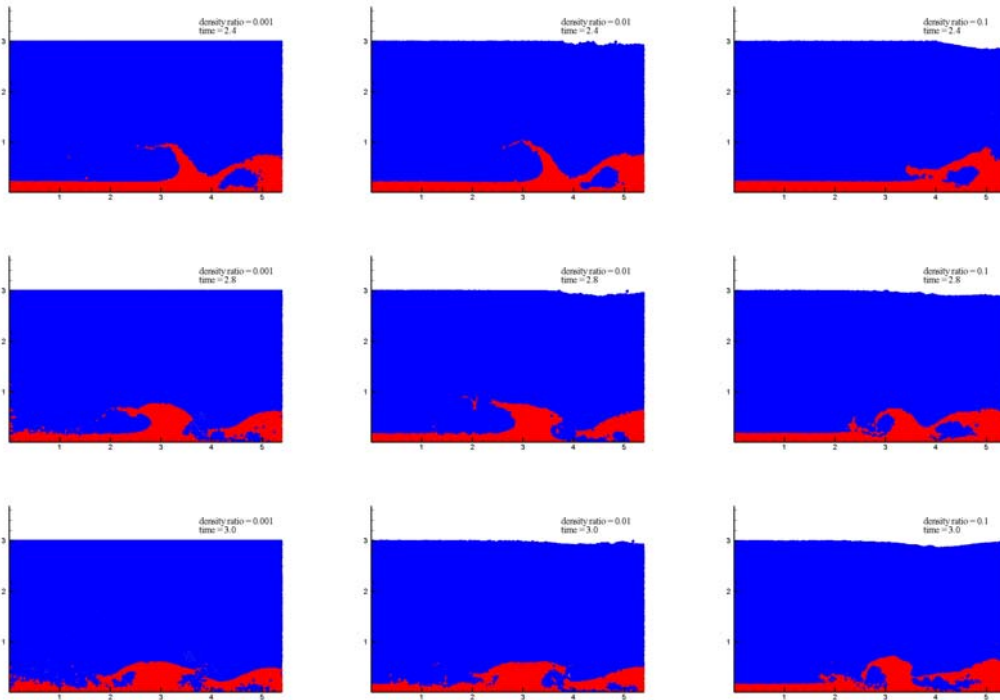 density ratio = 0.001
time = 2.4
3
2
1
1 2 3 4 5
density ratio = 0.01
time = 2.4
3
2
1
1 2 3 4 5
density ratio = 0.1
time = 2.4
3
2
1
1 2 3 4 5
density ratio = 0.001
time = 2.8
3
2
1
1 2 3 4 5
density ratio = 0.01
time = 2.8
3
2
1
1 2 3 4 5
density ratio = 0.1
time = 2.8
3
2
1
1 2 3 4 5
density ratio = 0.001
time = 3.0
3
2
1
1 2 3 4 5
density ratio = 0.01
time = 3.0
3
2
1
1 2 3 4 5
density ratio = 0.1
time = 3.0
3
2
1
1 2 3 4 5